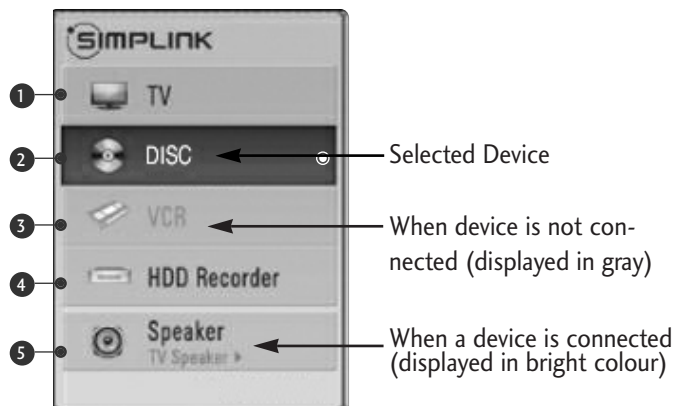 SIMPLINK
1 TV
2 DISC
Selected Device
3 VCR
When device is not con-
nected (displayed in gray)
4 HDD Recorder
5 Speaker
TV Speaker ▸
When a device is connected
(displayed in bright colour)